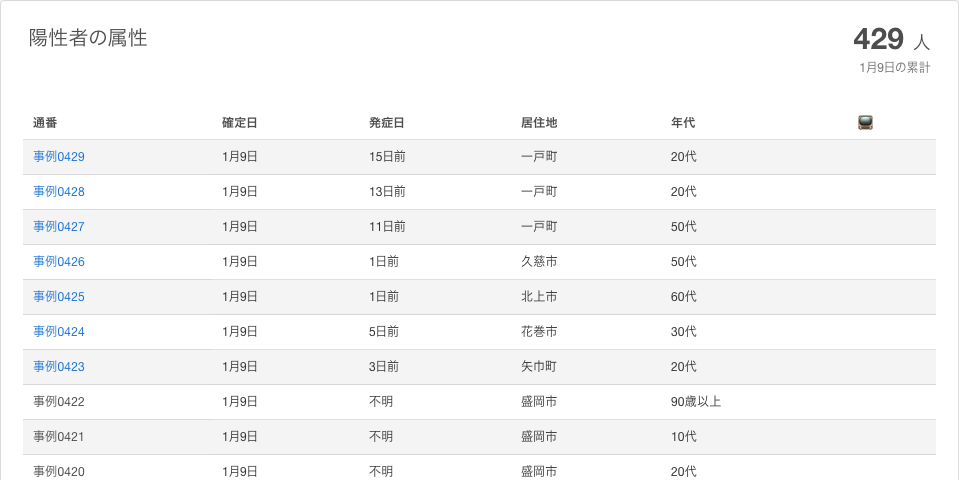 陽性者の属性
429 人
1月9日の累計
通番 確定日 発症日 居住地 年代
事例0429 1月9日 15日前 一戸町 20代
事例0428 1月9日 13日前 一戸町 20代
事例0427 1月9日 11日前 一戸町 50代
事例0426 1月9日 1日前 久慈市 50代
事例0425 1月9日 1日前 北上市 60代
事例0424 1月9日 5日前 花巻市 30代
事例0423 1月9日 3日前 矢巾町 20代
事例0422 1月9日 不明 盛岡市 90歳以上
事例0421 1月9日 不明 盛岡市 10代
事例0420 1月9日 不明 盛岡市 20代